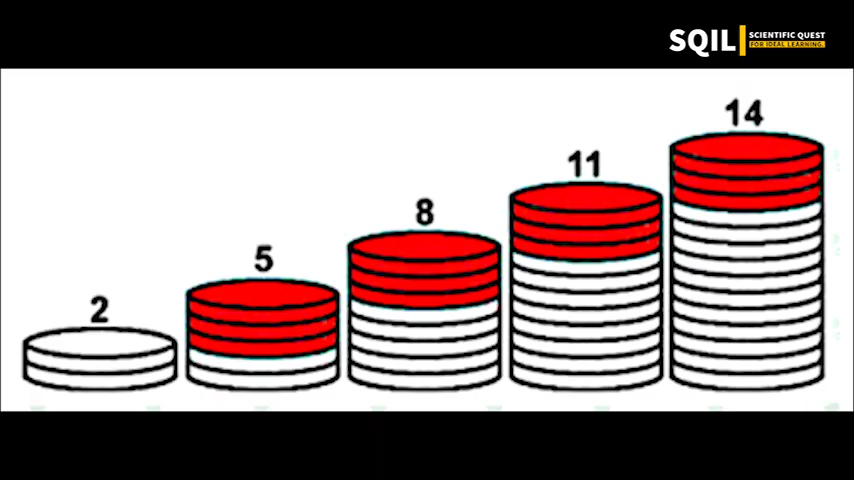 SQIL
SCIENTIFIC QUEST
FOR IDEAL LEARNING.
14
11
8
5
2